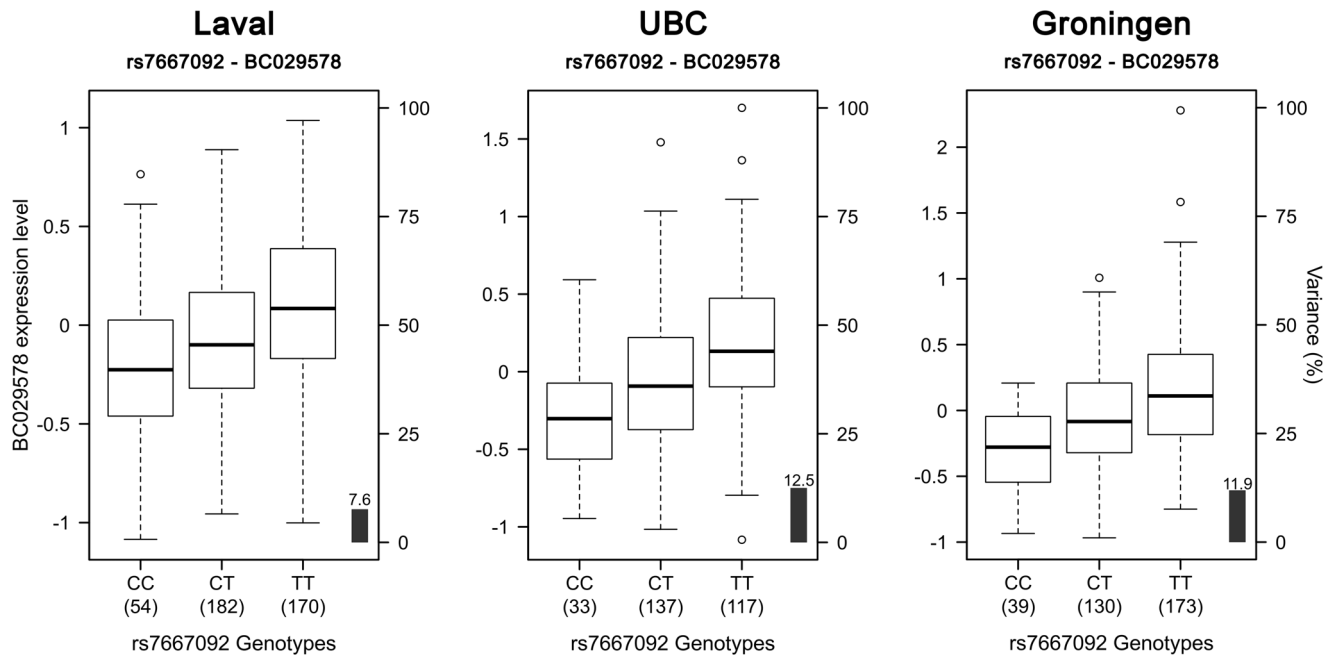 Laval
rs7667092 - BC029578
BC029578 expression level
1
0.5
0
-0.5
-1
100
75
50
25
0
7.6
CC
(54)
CT
(182)
TT
(170)
rs7667092 Genotypes
UBC
rs7667092 - BC029578
1.5
1
0.5
0
-0.5
-1
100
75
50
25
0
12.5
CC
(33)
CT
(137)
TT
(117)
rs7667092 Genotypes
Groningen
rs7667092 - BC029578
2
1.5
1
0.5
0
-0.5
-1
100
75
50
25
0
Variance (%)
11.9
CC
(39)
CT
(130)
TT
(173)
rs7667092 Genotypes